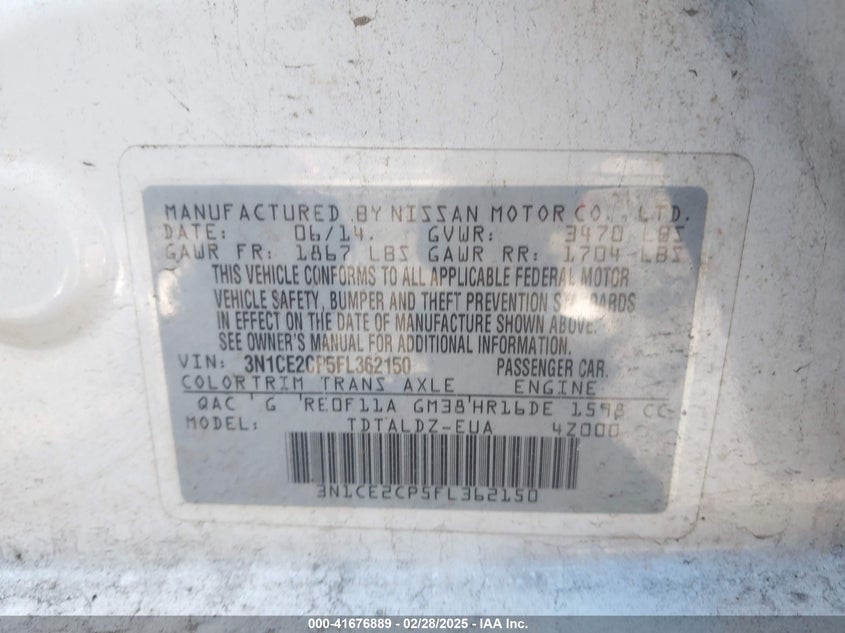 MANUFACTURED BY NISSAN MOTOR CO., LTD.
DATE: 06/14. GVWR: 3470 LBS
GAWR FR: 1867 LBS GAWR RR: 1704 LBS
THIS VEHICLE CONFORMS TO ALL APPLICABLE FEDERAL MOTOR
VEHICLE SAFETY, BUMPER AND THEFT PREVENTION STANDARDS
IN EFFECT ON THE DATE OF MANUFACTURE SHOWN ABOVE.
SEE OWNER'S MANUAL FOR ADDITIONAL INFORMATION
VIN: 3N1CE2CP5FL362150 PASSENGER CAR.
COLOR TRIM TRANS AXLE ENGINE
QAC G RE0F11A GM38 HR16DE 1598 CC
MODEL: TDTALDZ-EUA 4Z000
3N1CE2CP5FL362150
000-41676889 - 02/28/2025 - IAA Inc.